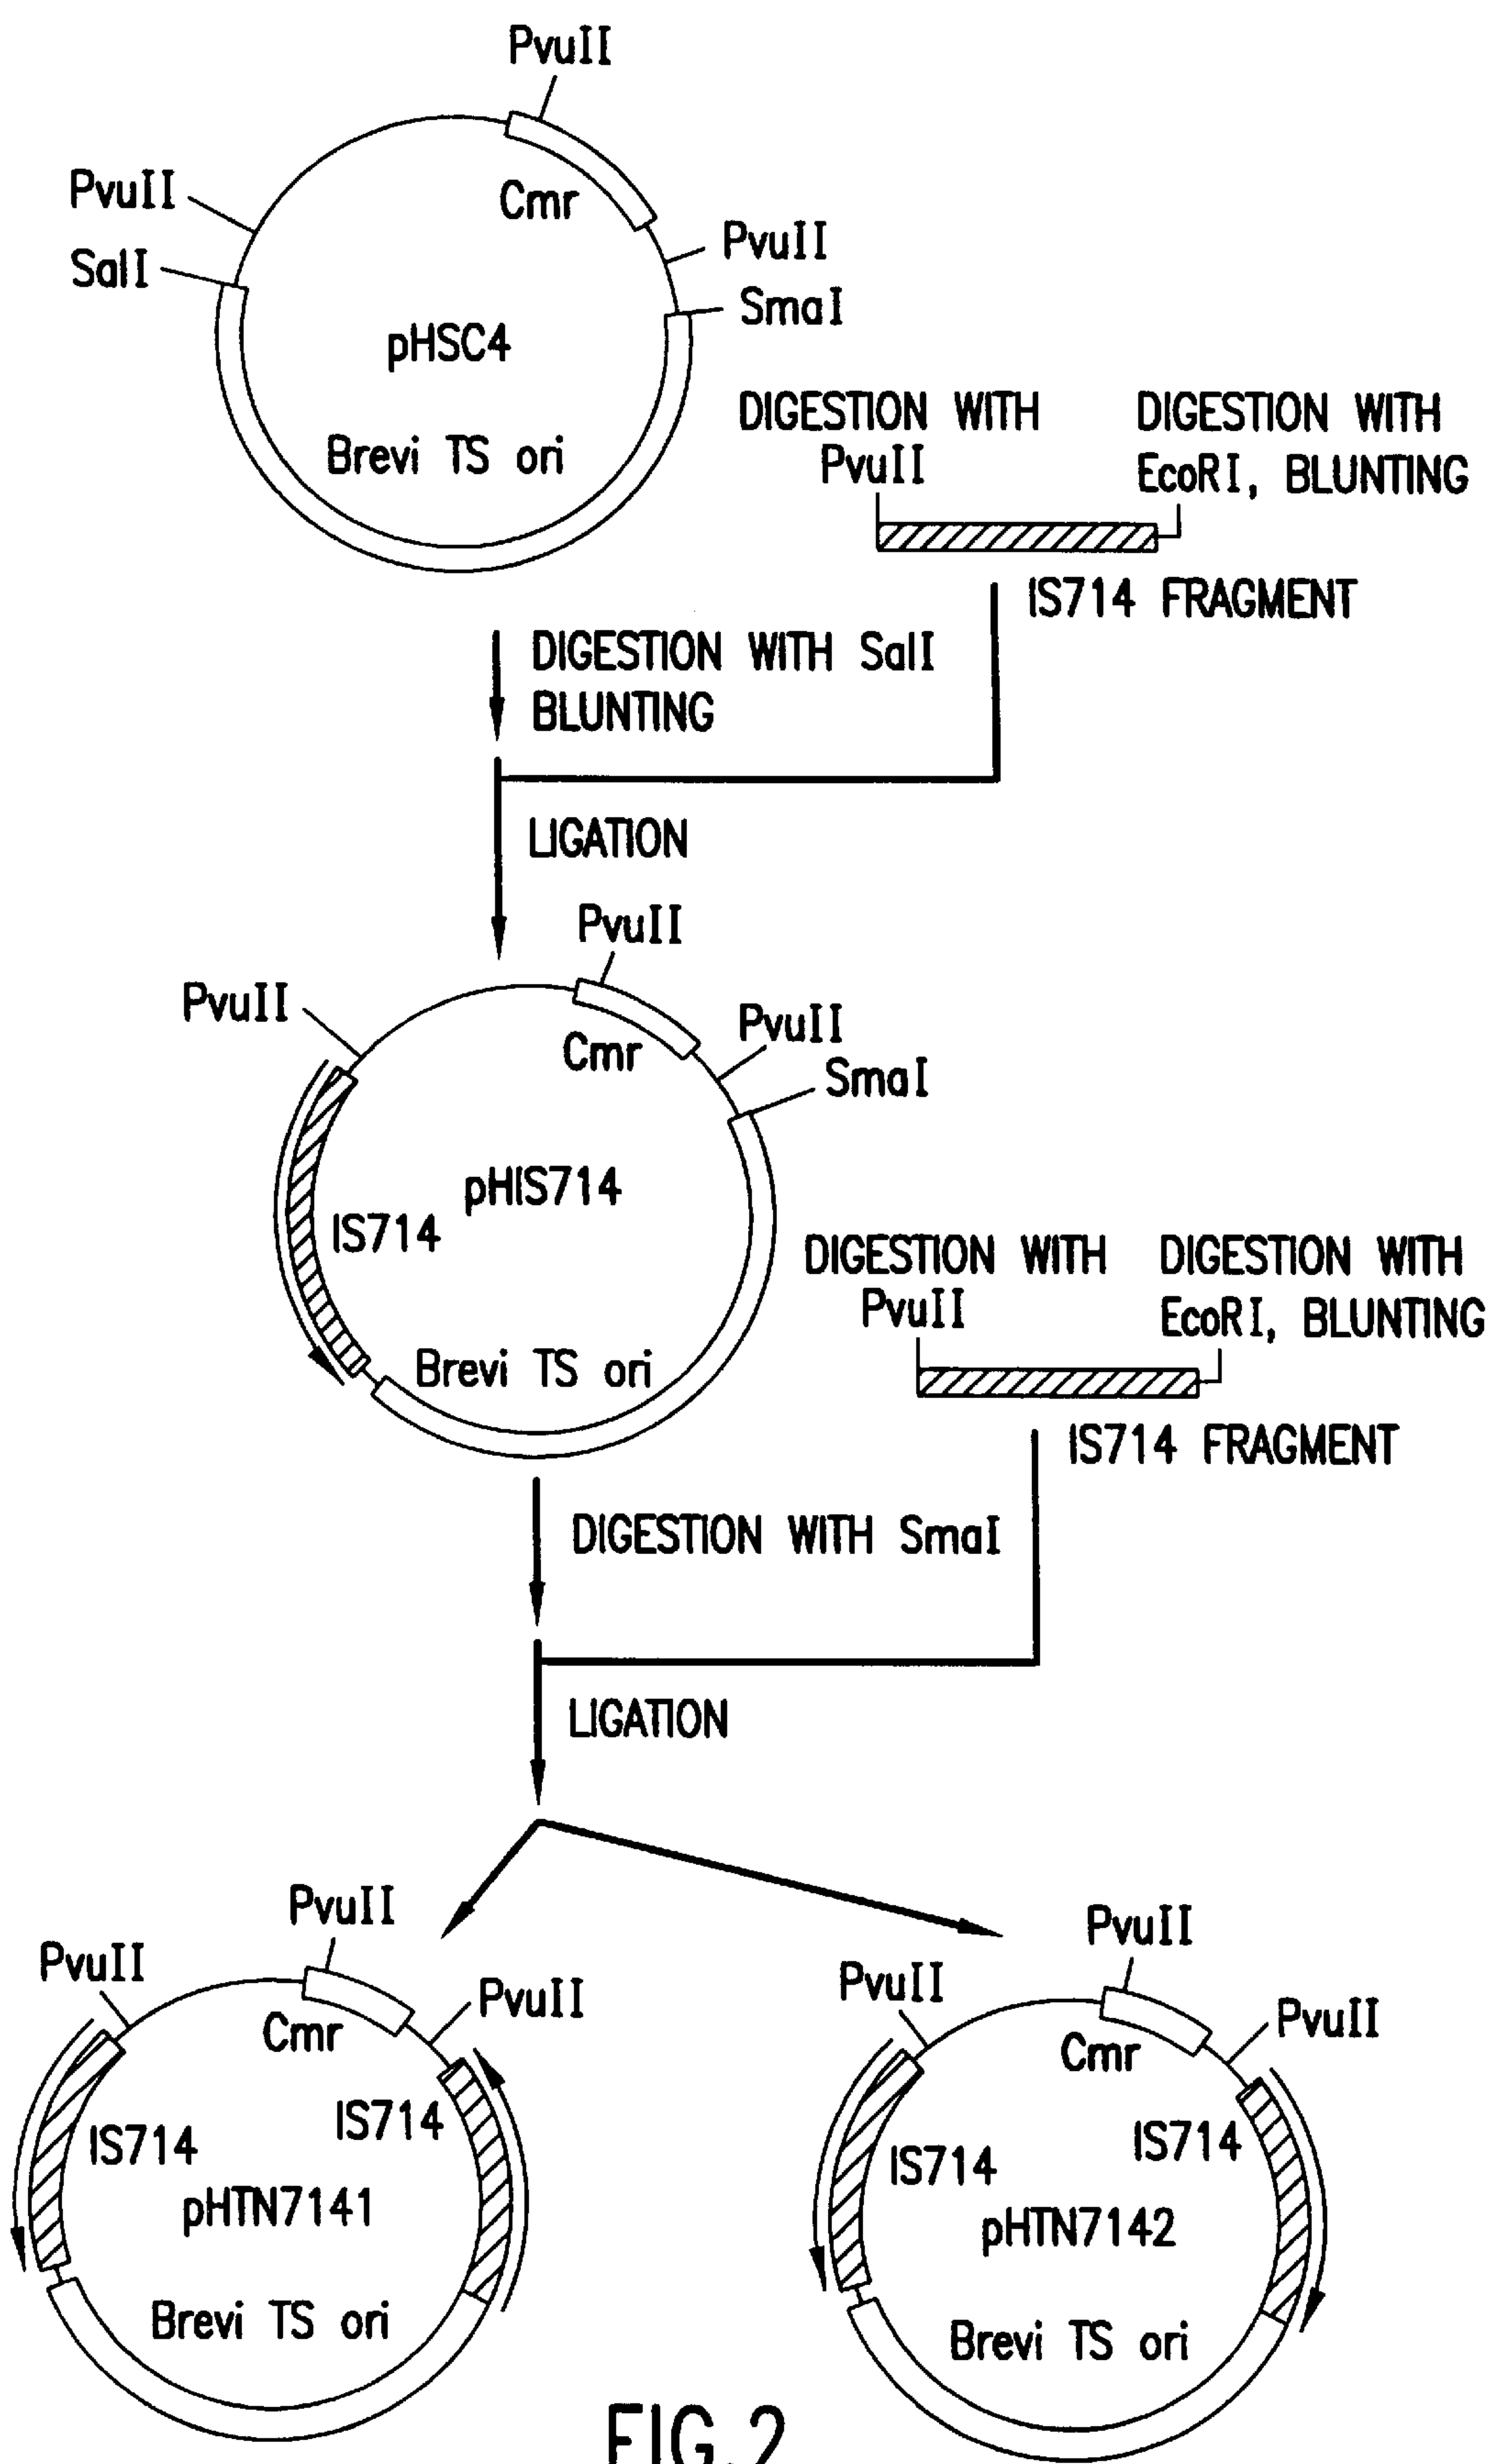 PvuII
PvuII
Cmr
PvuII
SalI
SmaI
pHSC4
Brevi TS ori
DIGESTION WITH
PvuII
DIGESTION WITH
EcoRI, BLUNTING
IS714 FRAGMENT
DIGESTION WITH SalI
BLUNTING
LIGATION
PvuII
PvuII
Cmr
PvuII
SmaI
pHIS714
IS714
Brevi TS ori
DIGESTION WITH
PvuII
DIGESTION WITH
EcoRI, BLUNTING
IS714 FRAGMENT
DIGESTION WITH SmaI
LIGATION
PvuII
PvuII
PvuII
Cmr
IS714
IS714
pHTN7141
Brevi TS ori
PvuII
PvuII
PvuII
Cmr
IS714
IS714
pHTN7142
Brevi TS ori
FIG.2